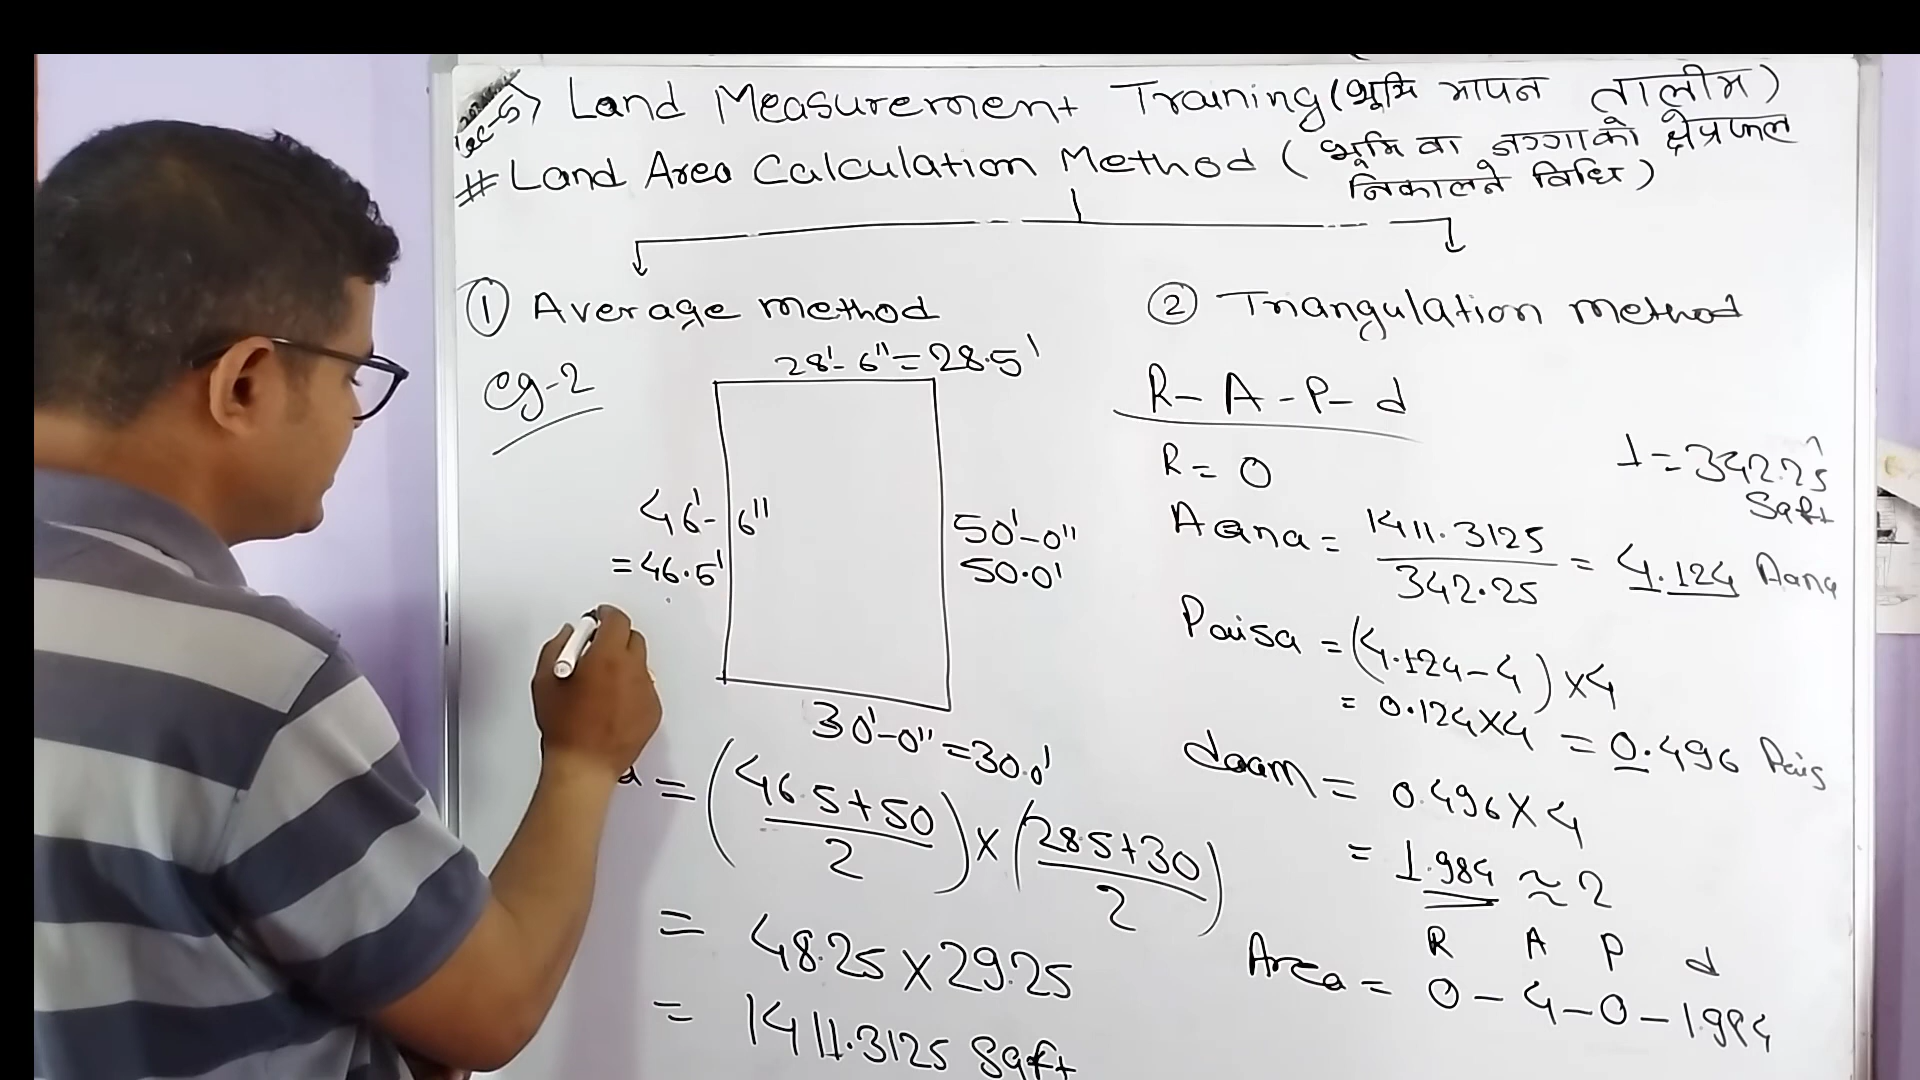 Lec-5) Land Measurement Training (भूमि मापन तालीम)
# Land Area Calculation Method (भूमि वा जग्गाको क्षेत्रफल
निकालने विधि)
① Average method
eg-2
28'-6" = 28.5'
46'-6"
= 46.5'
50'-0"
50.0'
30'-0" = 30.0'
= (46.5+50/2) x (28.5+30/2)
= 48.25 x 29.25
= 1411.3125 Sqft
② Triangulation method
R - A - P - d
R = 0
1 = 342.25
Sqft
Aana = 1411.3125/342.25 = 4.124 Aana
Paisa = (4.124-4) x 4
= 0.124 x 4 = 0.496 Pais
daam = 0.496 x 4
= 1.984 ≈ 2
R A P d
Area = 0 - 4 - 0 - 1.984